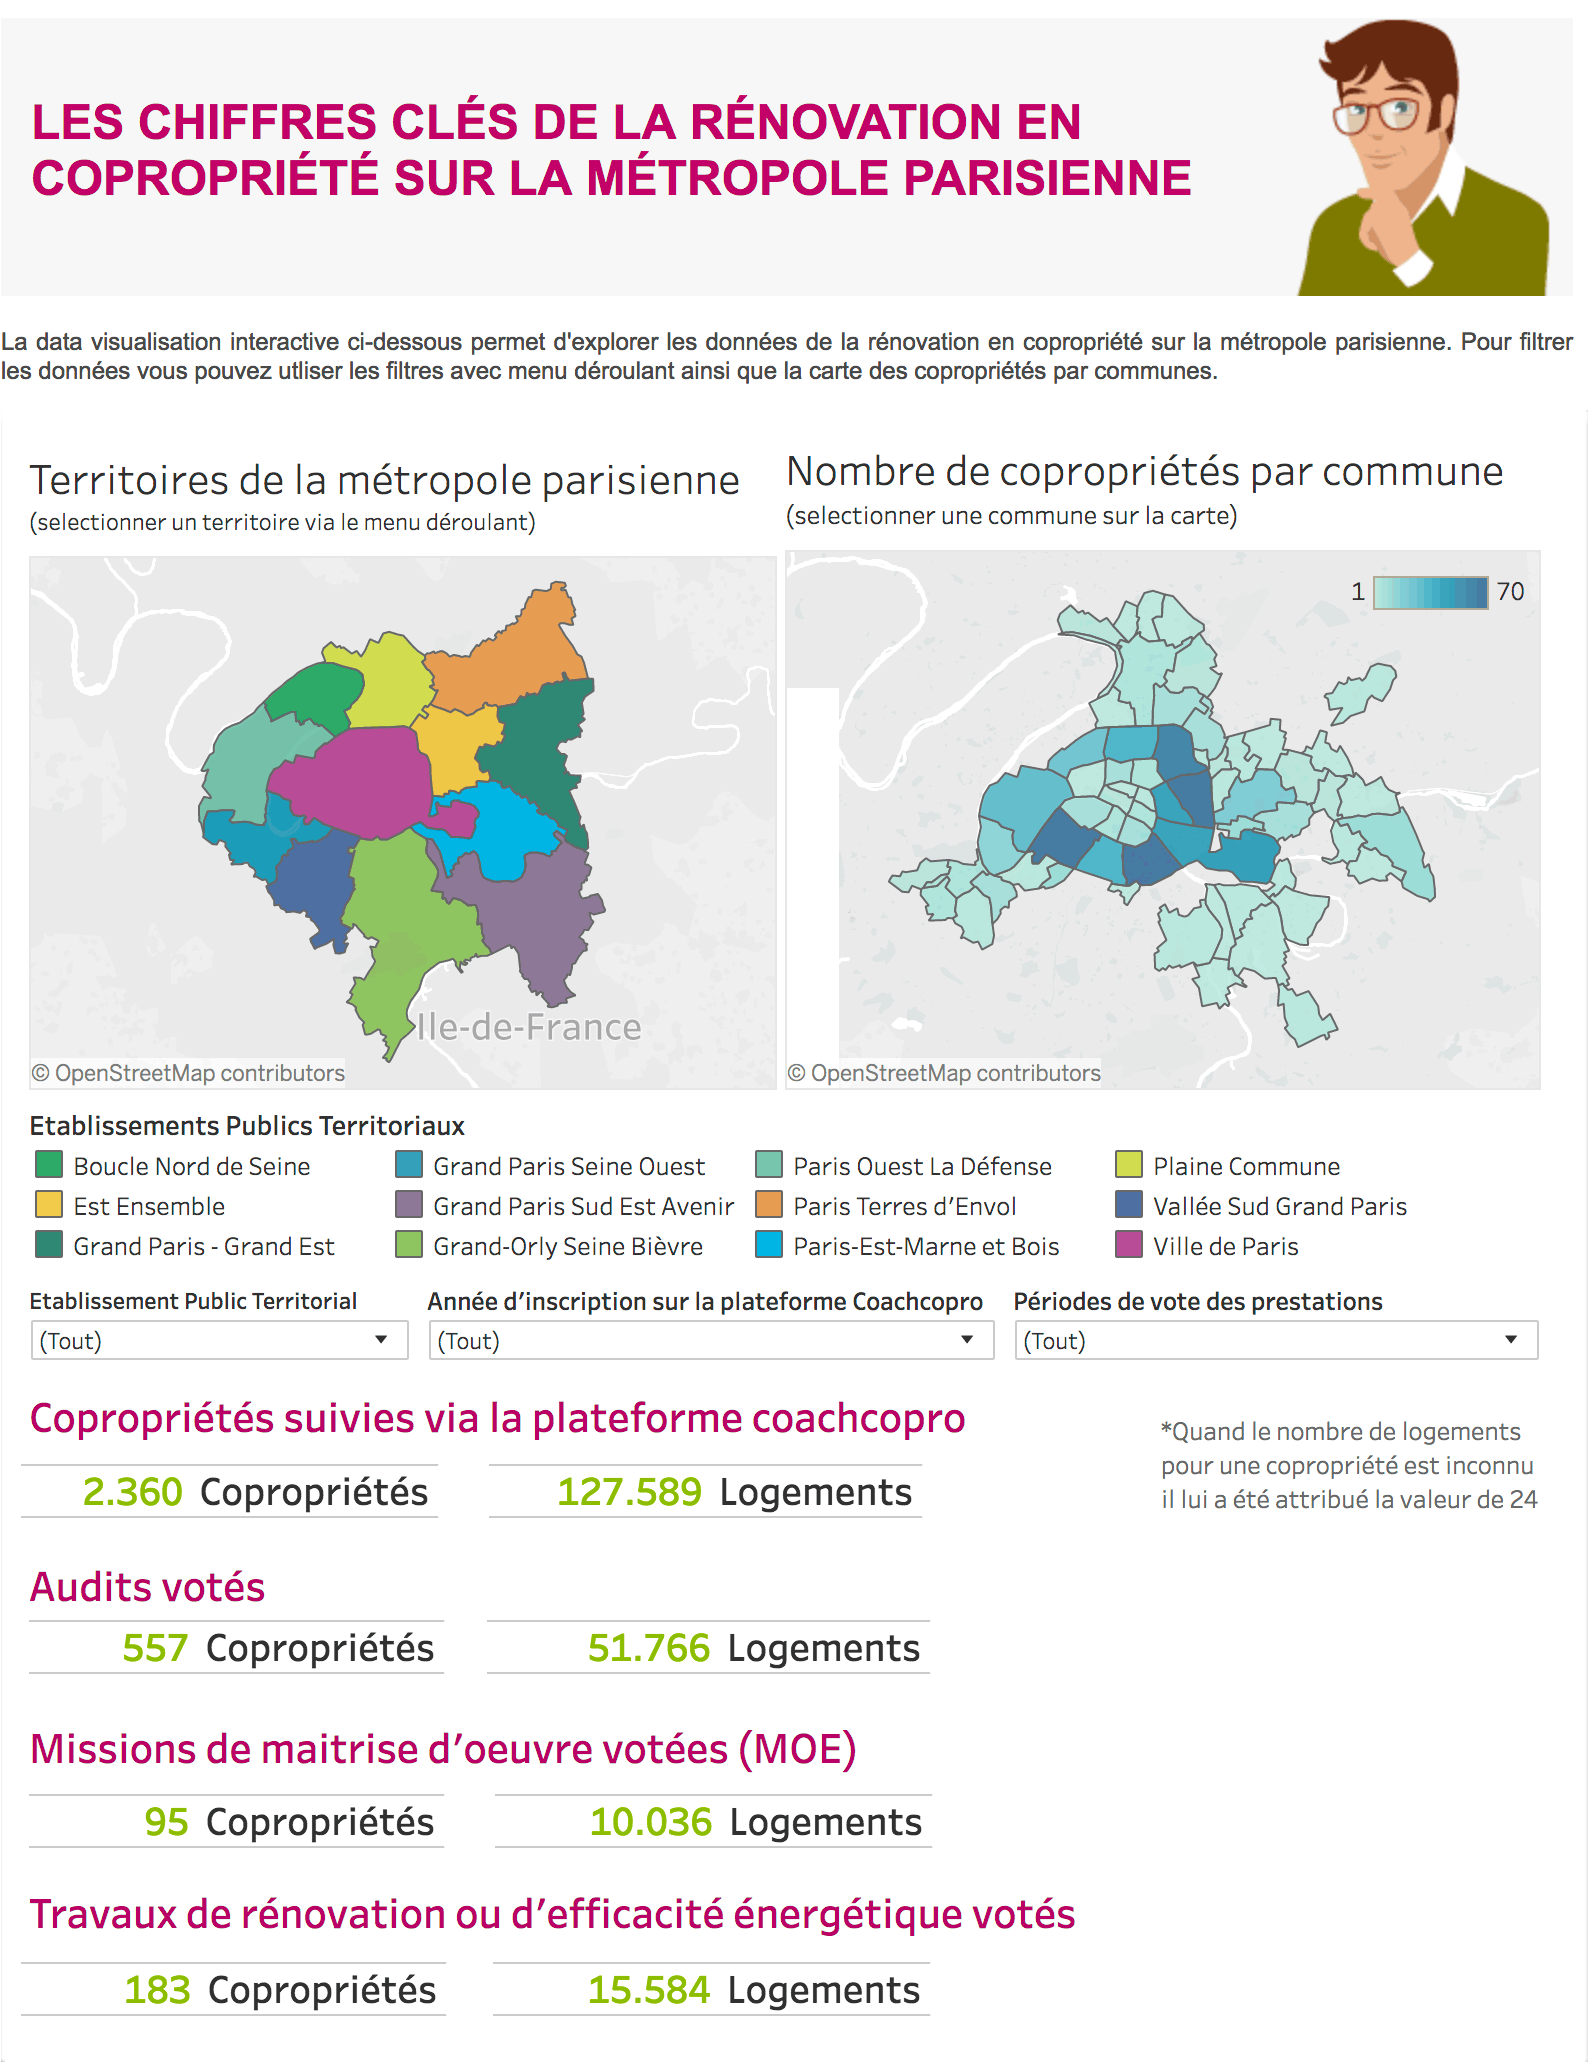 LES CHIFFRES CLÉS DE LA RÉNOVATION EN
COPROPRIÉTÉ SUR LA MÉTROPOLE PARISIENNE
La data visualisation interactive ci-dessous permet d'explorer les données de la rénovation en copropriété sur la métropole parisienne. Pour filtrer
les données vous pouvez utliser les filtres avec menu déroulant ainsi que la carte des copropriétés par communes.
Territoires de la métropole parisienne
(selectionner un territoire via le menu déroulant)
Nombre de copropriétés par commune
(selectionner une commune sur la carte)
1 70
Ile-de-France
© OpenStreetMap contributors
© OpenStreetMap contributors
Etablissements Publics Territoriaux
Boucle Nord de Seine Grand Paris Seine Ouest Paris Ouest La Défense Plaine Commune
Est Ensemble Grand Paris Sud Est Avenir Paris Terres d’Envol Vallée Sud Grand Paris
Grand Paris - Grand Est Grand-Orly Seine Bièvre Paris-Est-Marne et Bois Ville de Paris
Etablissement Public Territorial Année d’inscription sur la plateforme Coachcopro Périodes de vote des prestations
(Tout) (Tout) (Tout)
Copropriétés suivies via la plateforme coachcopro
2.360 Copropriétés 127.589 Logements
*Quand le nombre de logements
pour une copropriété est inconnu
il lui a été attribué la valeur de 24
Audits votés
557 Copropriétés 51.766 Logements
Missions de maitrise d’oeuvre votées (MOE)
95 Copropriétés 10.036 Logements
Travaux de rénovation ou d’efficacité énergétique votés
183 Copropriétés 15.584 Logements